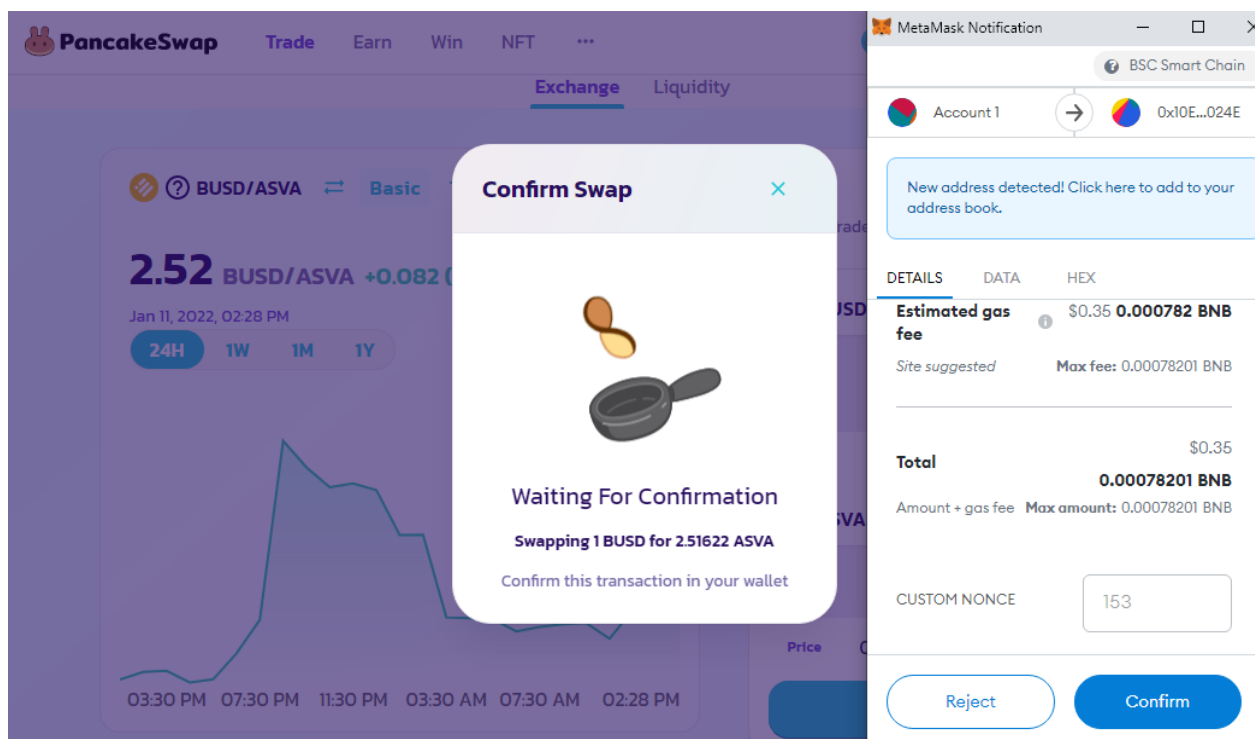 PancakeSwap Trade Earn Win NFT ...
Exchange Liquidity
BUSD/ASVA Basic
2.52 BUSD/ASVA +0.082 (
Jan 11, 2022, 02:28 PM
24H 1W 1M 1Y
03:30 PM 07:30 PM 11:30 PM 03:30 AM 07:30 AM 02:28 PM
Confirm Swap
Waiting For Confirmation
Swapping 1 BUSD for 2.51622 ASVA
Confirm this transaction in your wallet
Price
MetaMask Notification
BSC Smart Chain
Account 1 0x10E...024E
New address detected! Click here to add to your
address book.
DETAILS DATA HEX
Estimated gas $0.35 0.000782 BNB
fee
Site suggested Max fee: 0.00078201 BNB
$0.35
Total
0.00078201 BNB
Amount + gas fee Max amount: 0.00078201 BNB
CUSTOM NONCE 153
Reject Confirm